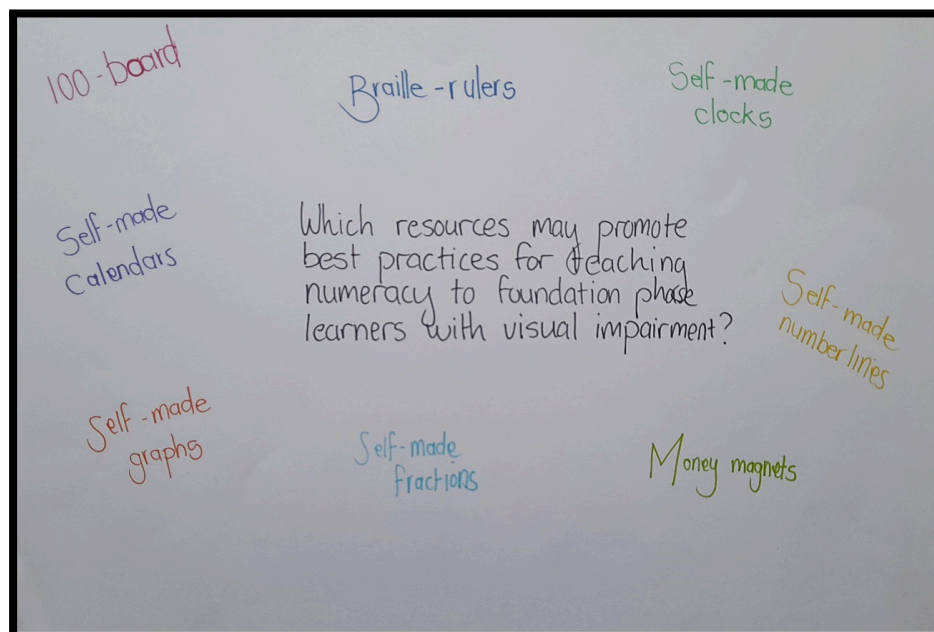 100-board
Braille-rulers
Self-made
clocks
Self-made
Calendars
Which resources may promote
best practices for teaching
numeracy to foundation phase
learners with visual impairment?
Self-made
number lines
Self-made
graphs
Self-made
fractions
Money magnets